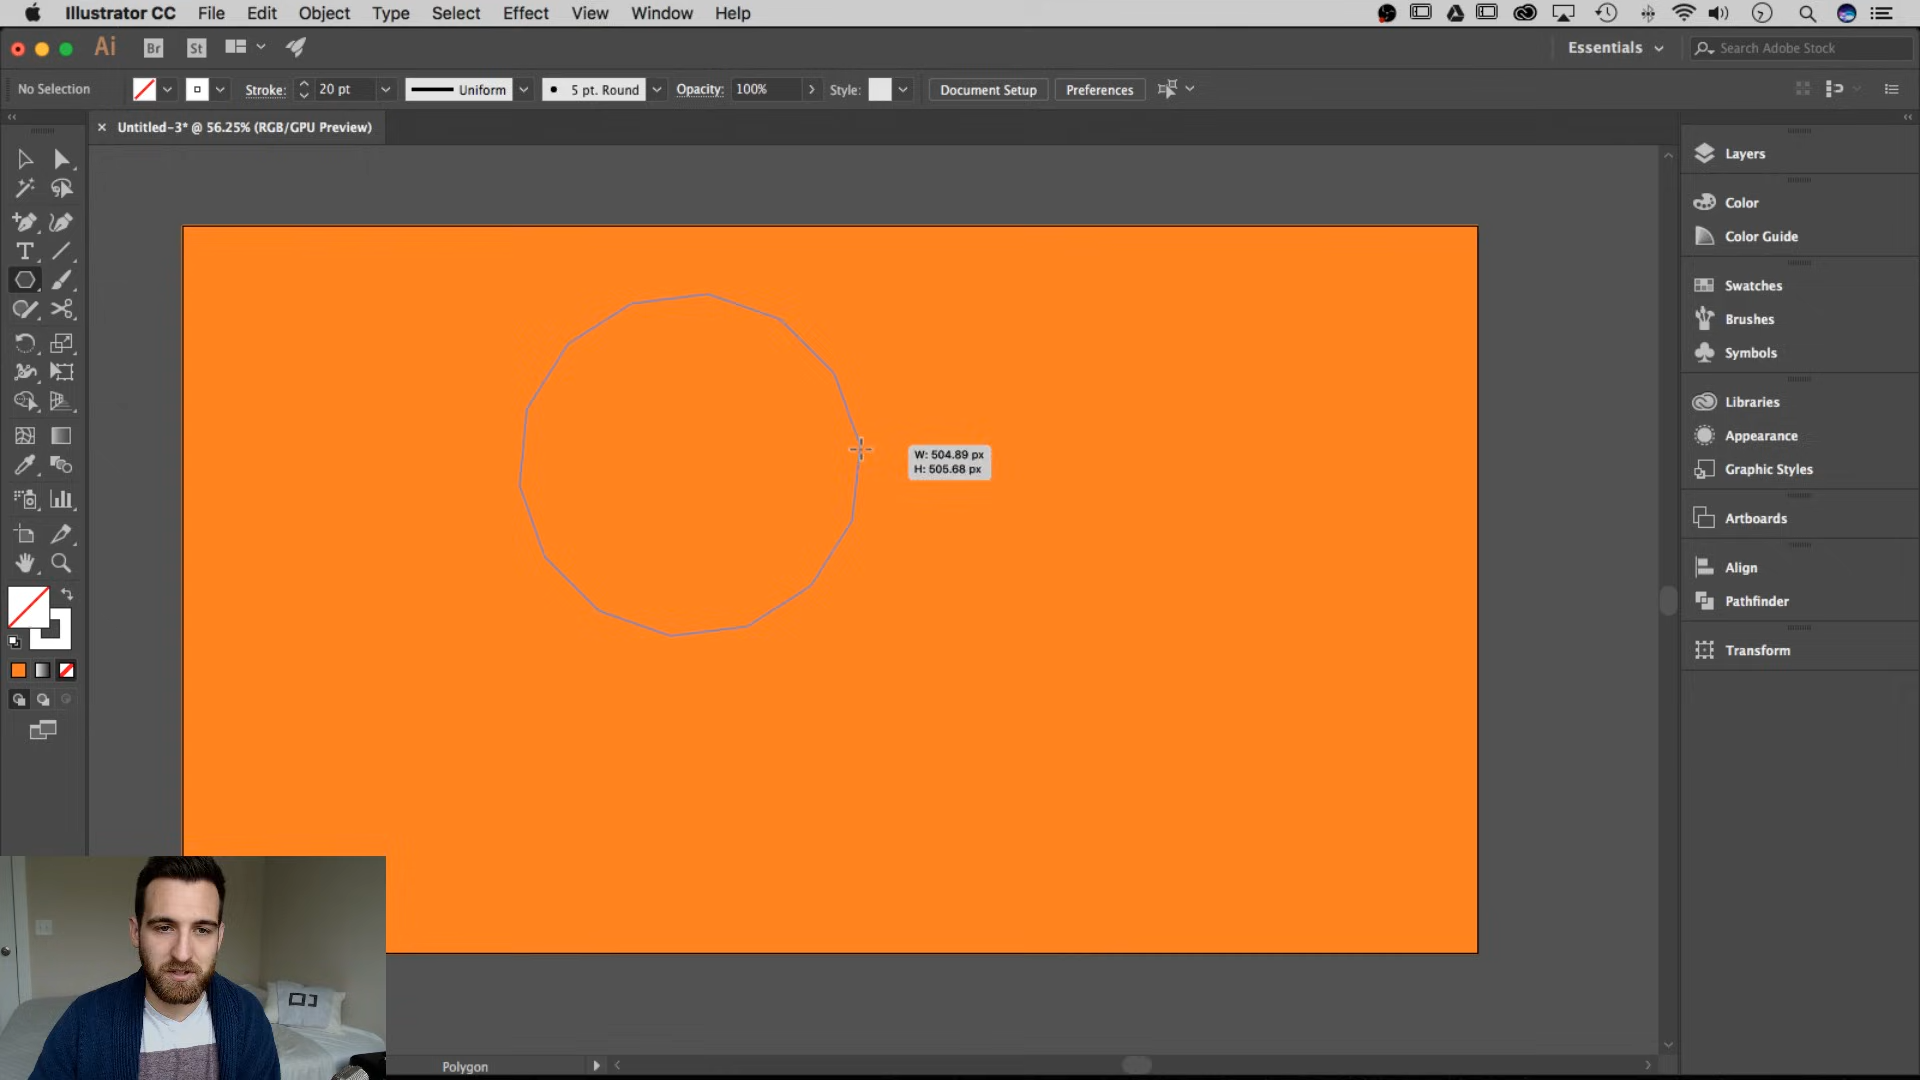 Illustrator CC File Edit Object Type Select Effect View Window Help
Ai Br St Essentials Search Adobe Stock
No Selection Stroke: 20 pt Uniform 5 pt. Round Opacity: 100% Style: Document Setup Preferences
Untitled-3* @ 56.25% (RGB/GPU Preview)
Layers
Color
Color Guide
Swatches
Brushes
Symbols
Libraries
Appearance
Graphic Styles
Artboards
Align
Pathfinder
Transform
W: 504.89 px
H: 505.68 px
Polygon